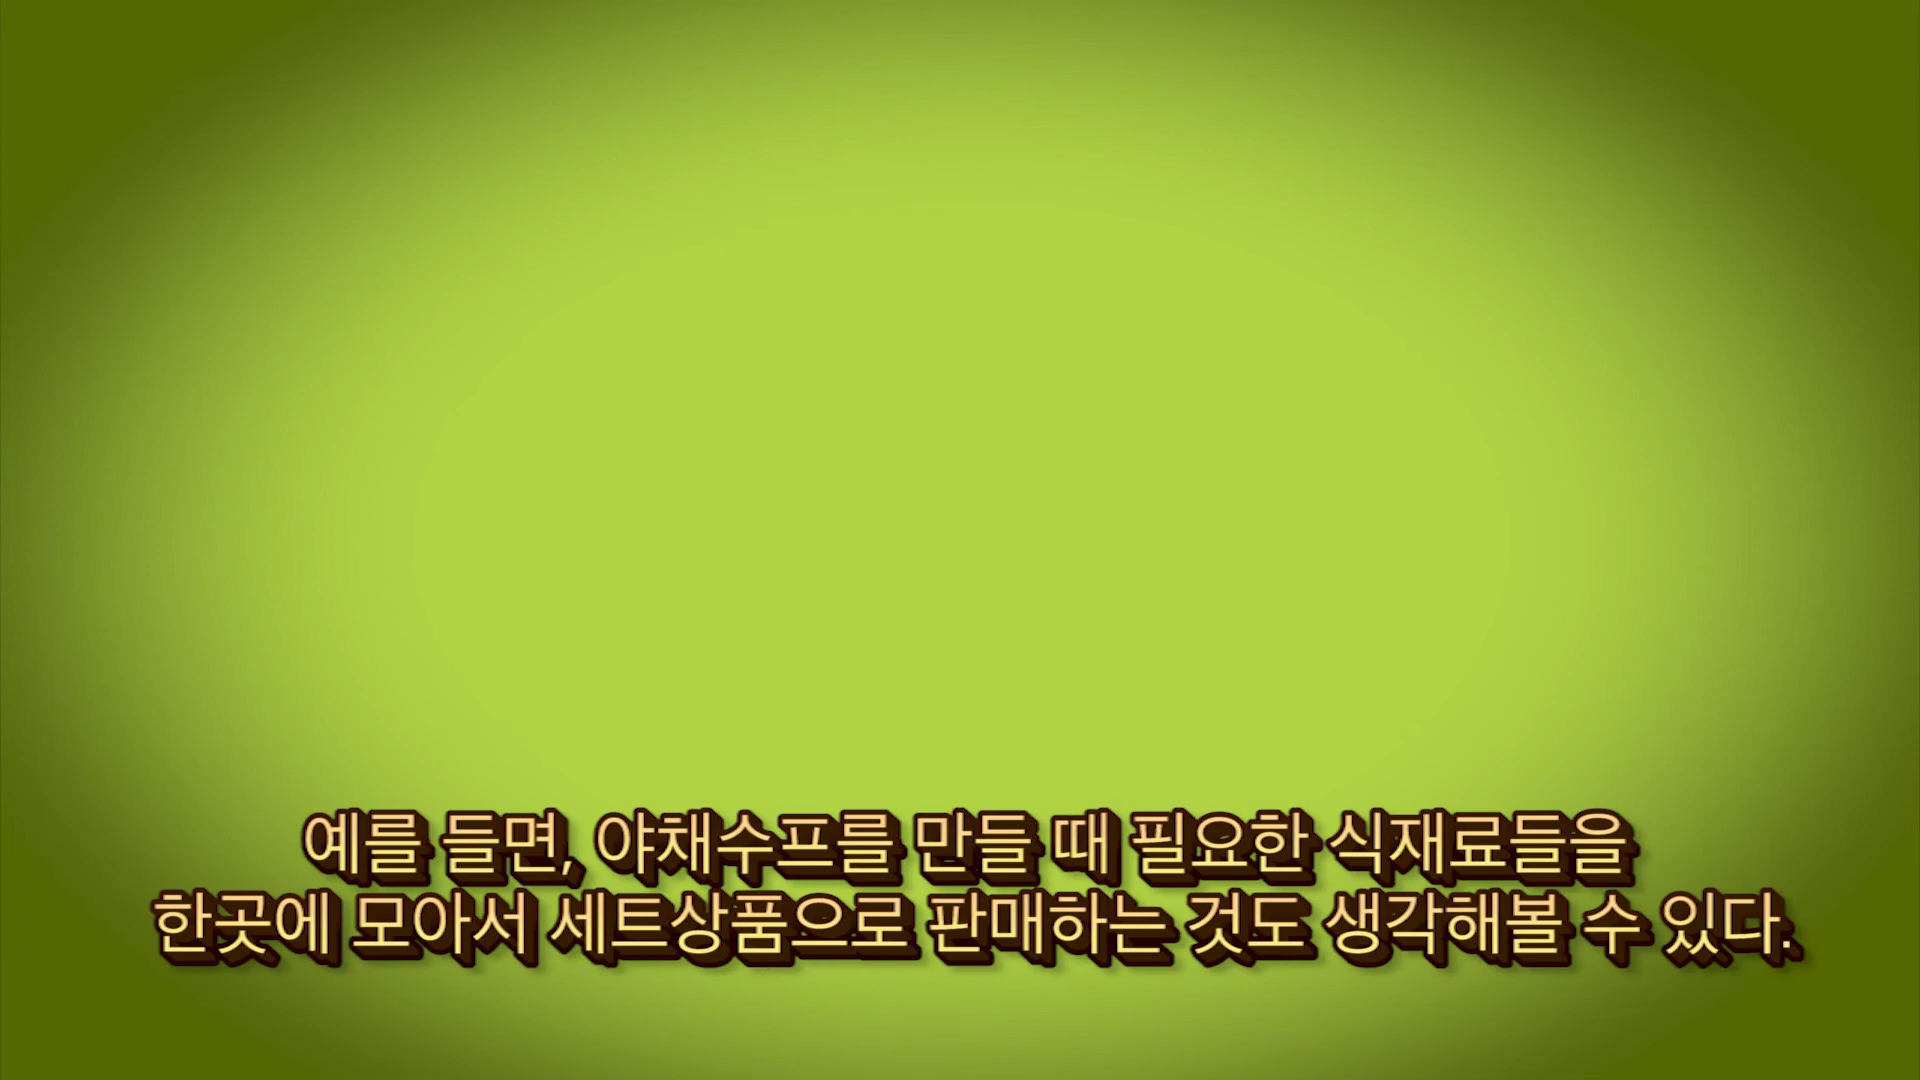 예를 들면, 야채수프를 만들 때 필요한 식재료들을
한곳에 모아서 세트상품으로 판매하는 것도 생각해볼 수 있다.